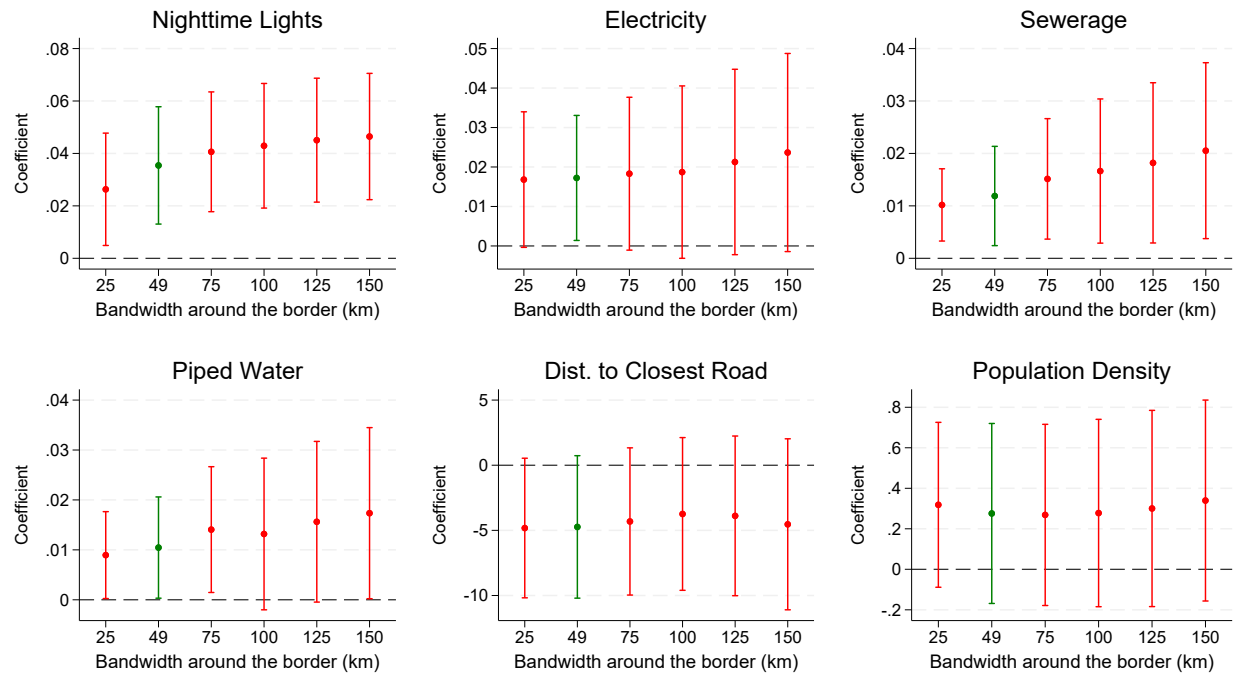 Nighttime Lights
Coefficient
.08
.06
.04
.02
0
25 49 75 100 125 150
Bandwidth around the border (km)
Electricity
Coefficient
.05
.04
.03
.02
.01
0
25 49 75 100 125 150
Bandwidth around the border (km)
Sewerage
Coefficient
.04
.03
.02
.01
0
25 49 75 100 125 150
Bandwidth around the border (km)
Piped Water
Coefficient
.04
.03
.02
.01
0
25 49 75 100 125 150
Bandwidth around the border (km)
Dist. to Closest Road
Coefficient
5
0
-5
-10
25 49 75 100 125 150
Bandwidth around the border (km)
Population Density
Coefficient
.8
.6
.4
.2
0
-.2
25 49 75 100 125 150
Bandwidth around the border (km)